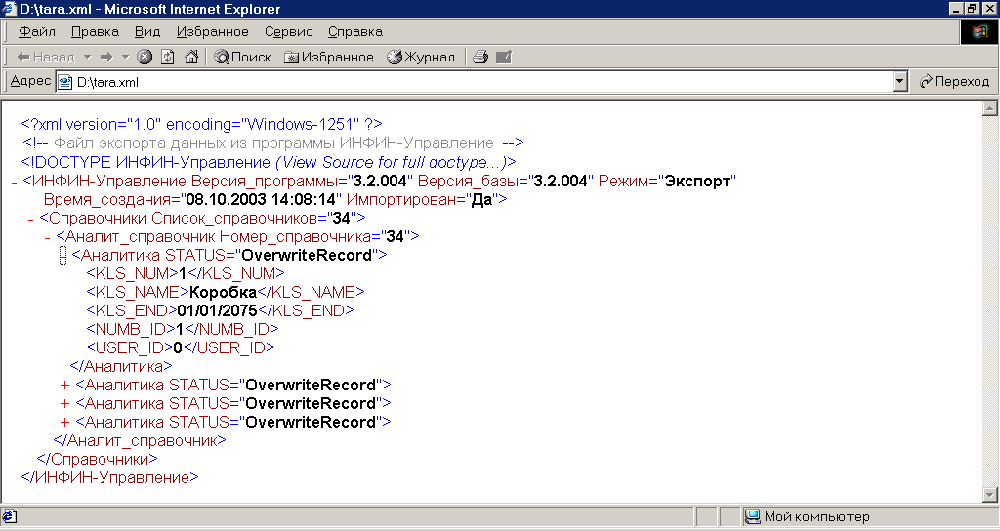 D:\tara.xml - Microsoft Internet Explorer
Файл Правка Вид Избранное Сервис Справка
Назад Поиск Избранное Журнал
Адрес D:\tara.xml Переход
<?xml version="1.0" encoding="Windows-1251" ?>
<!-- Файл экспорта данных из программы ИНФИН-Управление -->
<!DOCTYPE ИНФИН-Управление (View Source for full doctype...)>
- <ИНФИН-Управление Версия_программы="3.2.004" Версия_базы="3.2.004" Режим="Экспорт"
Время_создания="08.10.2003 14:08:14" Импортирован="Да">
- <Справочники Список_справочников="34">
- <Аналит_справочник Номер_справочника="34">
- <Аналитика STATUS="OverwriteRecord">
<KLS_NUM>1</KLS_NUM>
<KLS_NAME>Коробка</KLS_NAME>
<KLS_END>01/01/2075</KLS_END>
<NUMB_ID>1</NUMB_ID>
<USER_ID>0</USER_ID>
</Аналитика>
+ <Аналитика STATUS="OverwriteRecord">
+ <Аналитика STATUS="OverwriteRecord">
+ <Аналитика STATUS="OverwriteRecord">
</Аналит_справочник>
</Справочники>
</ИНФИН-Управление>
Мой компьютер